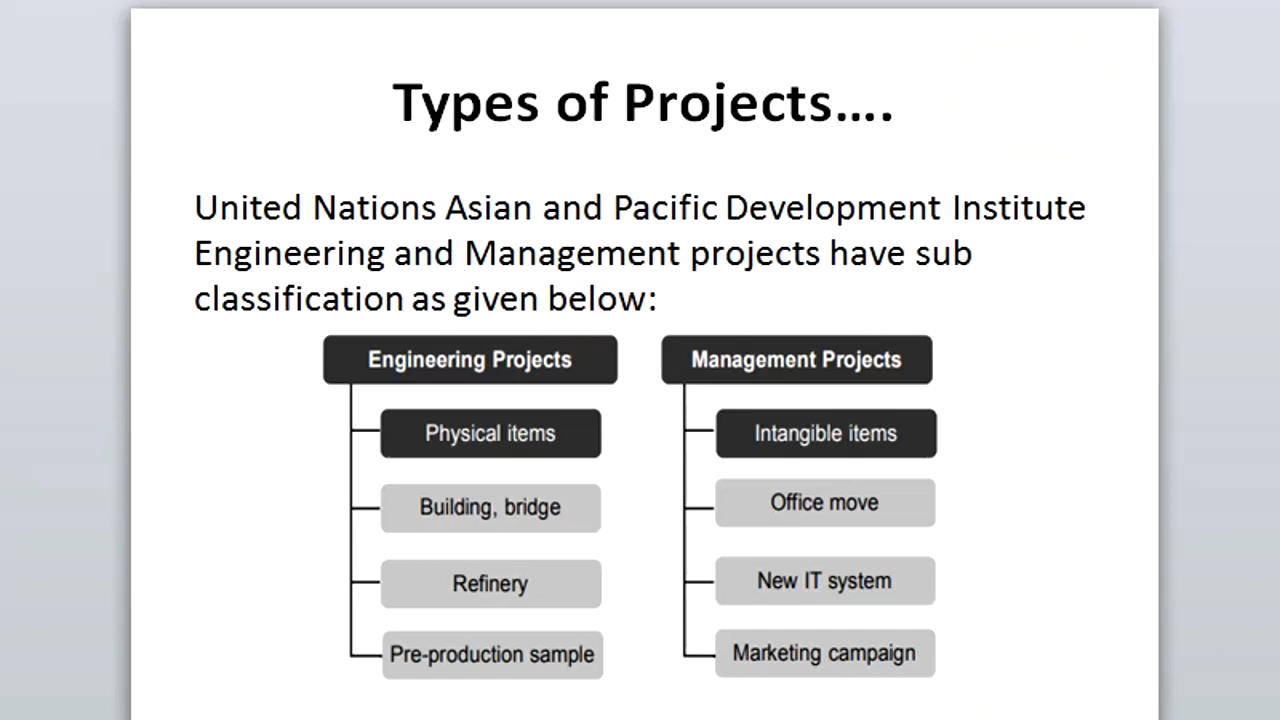 Types of Projects....
United Nations Asian and Pacific Development Institute
Engineering and Management projects have sub
classification as given below:
Engineering Projects
Physical items
Building, bridge
Refinery
Pre-production sample
Management Projects
Intangible items
Office move
New IT system
Marketing campaign